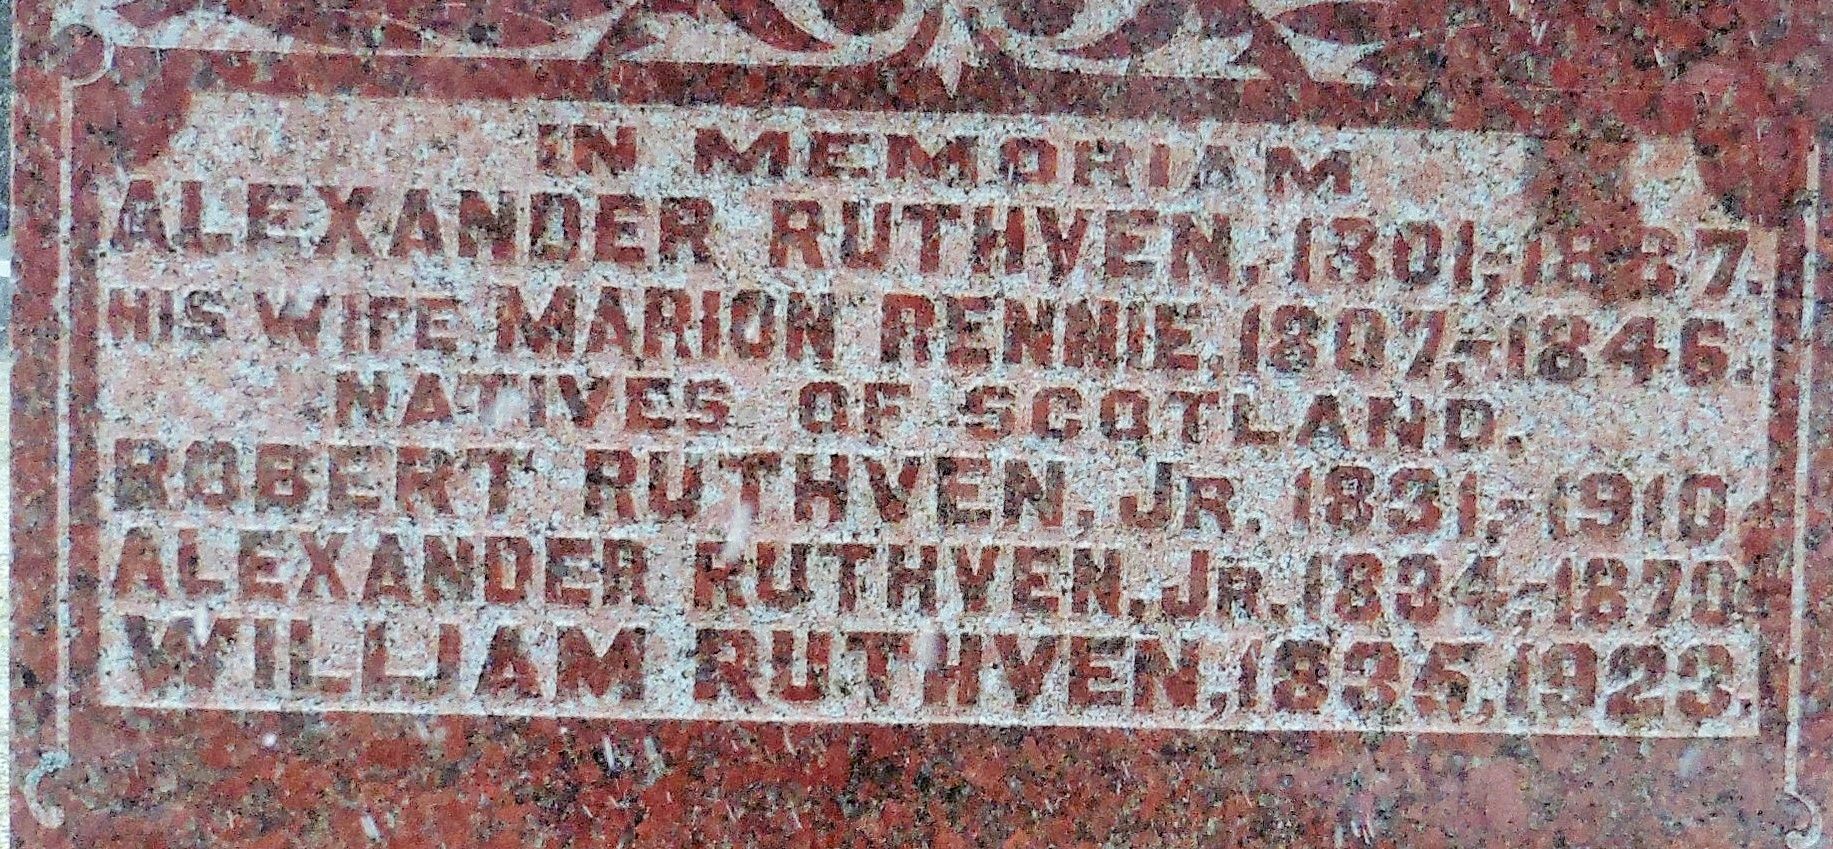 IN MEMORIAM
ALEXANDER RUTHVEN, 1801,-1887.
HIS WIFE MARION RENNIE, 1807,-1846.
NATIVES OF SCOTLAND.
ROBERT RUTHVEN, JR. 1831,- 1910
ALEXANDER RUTHVEN, JR. 1834,-1870
WILLIAM RUTHVEN, 1835, 1923.